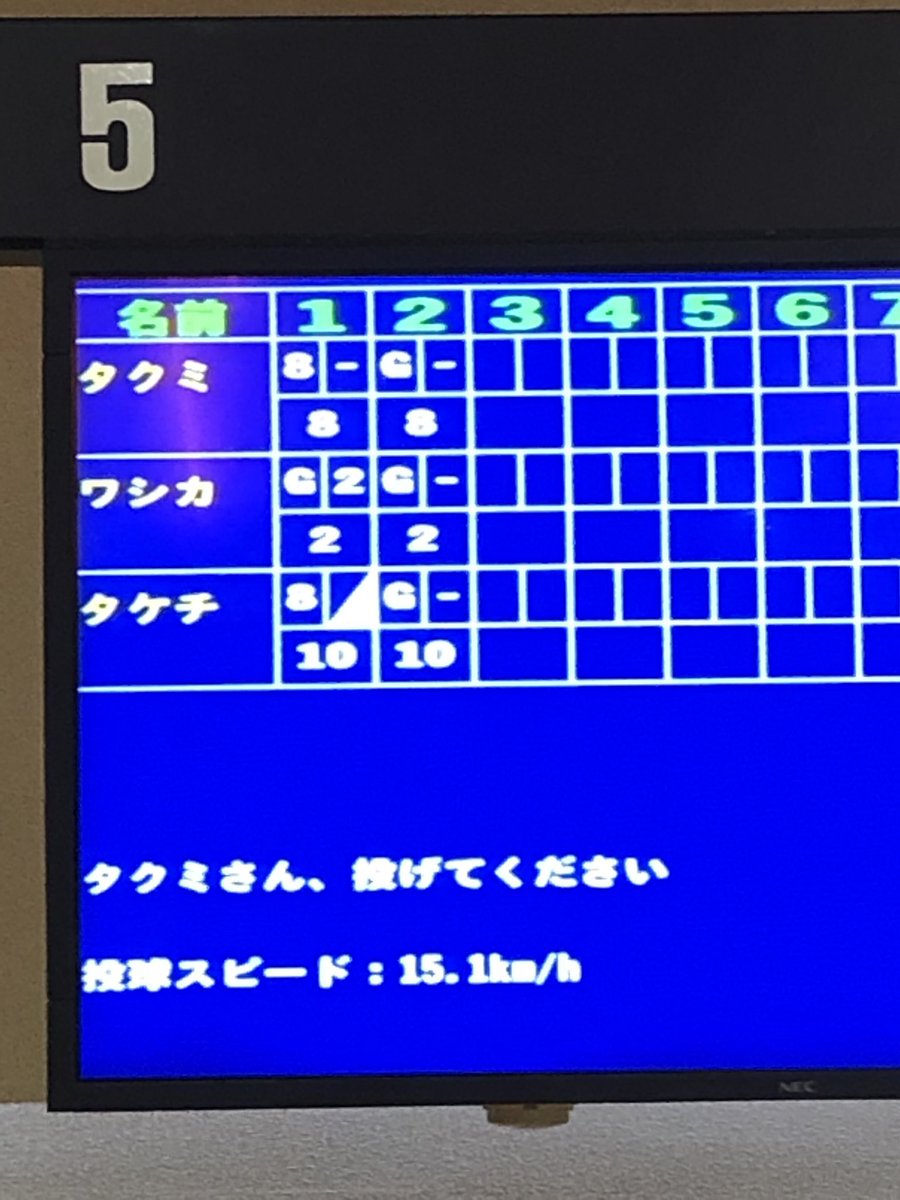 5
名前 1 2 3 4 5 6 7
タクミ 8 - G -
8 8
ワシカ G 2 G -
2 2
タケチ 8 G -
10 10
タクミさん、投げてください
投球スピード:15.1km/h
NEC